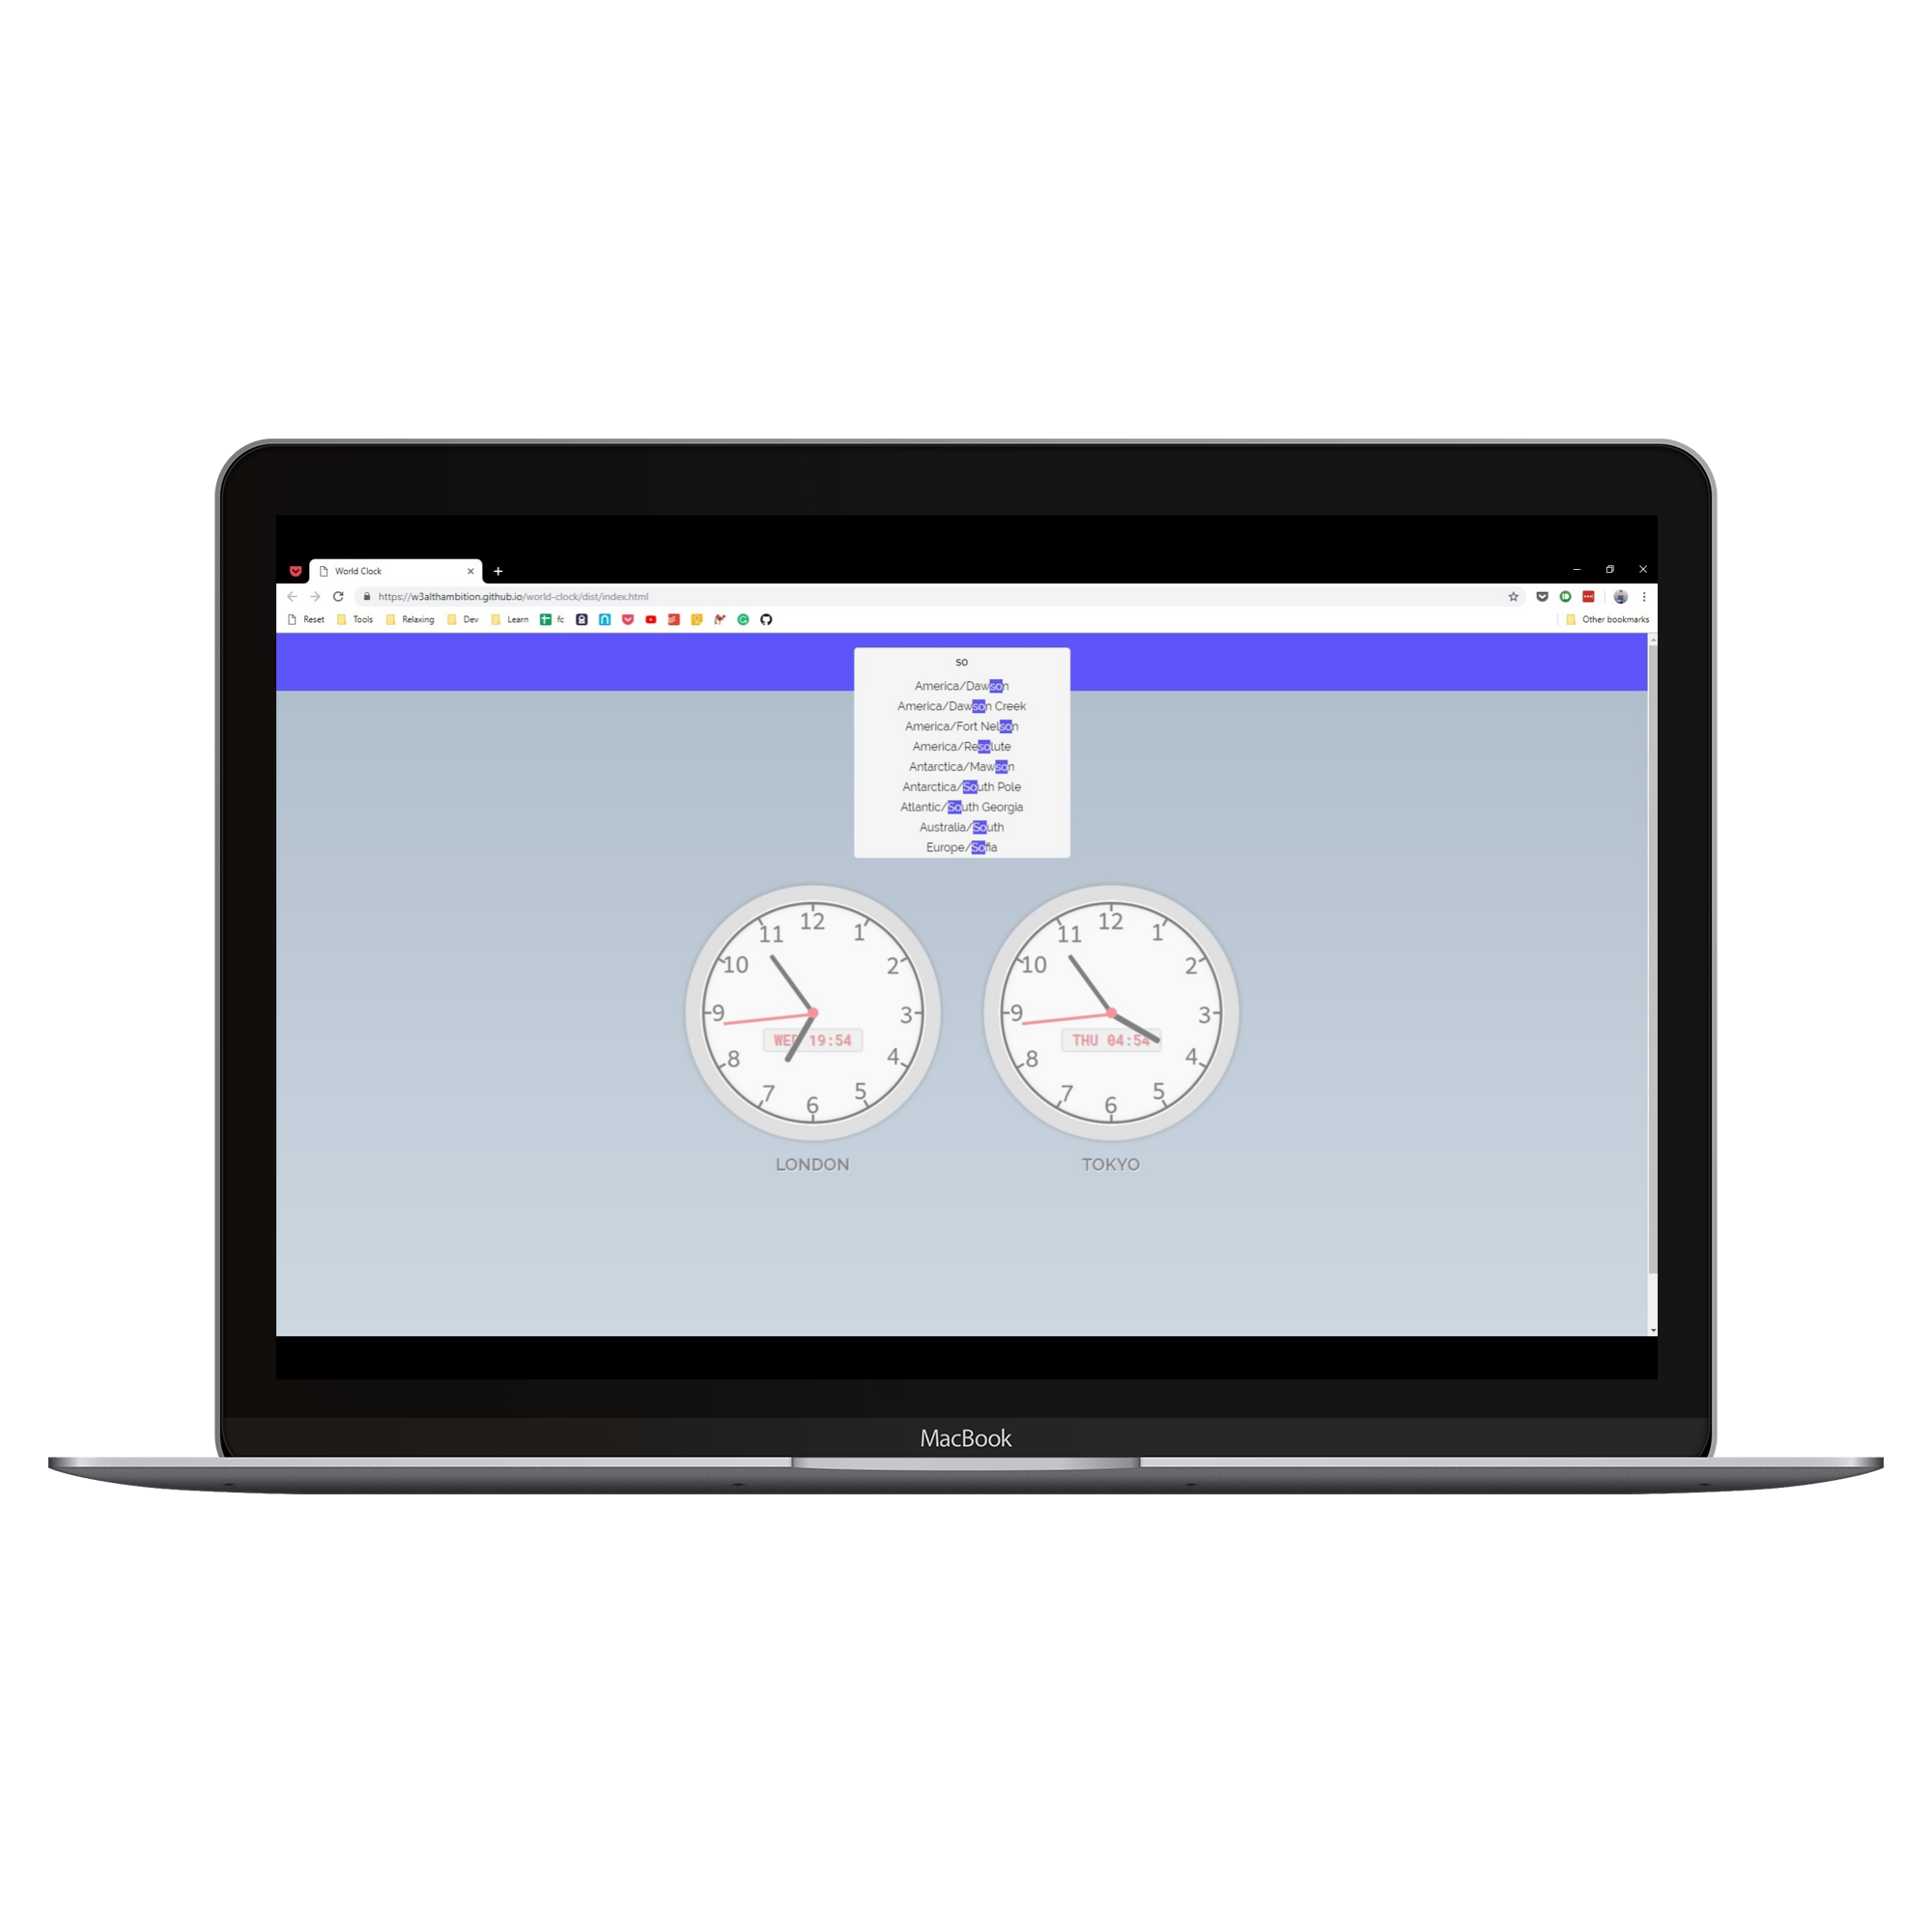 World Clock
https://w3althambition.github.io/world-clock/dist/index.html
Reset Tools Relaxing Dev Learn fc Other bookmarks
so
America/Dawson
America/Dawson Creek
America/Fort Nelson
America/Resolute
Antarctica/Mawson
Antarctica/South Pole
Atlantic/South Georgia
Australia/South
Europe/Sofia
12
1
2
3
4
5
6
7
8
9
10
11
WED 19:54
LONDON
12
1
2
3
4
5
6
7
8
9
10
11
THU 04:54
TOKYO
MacBook